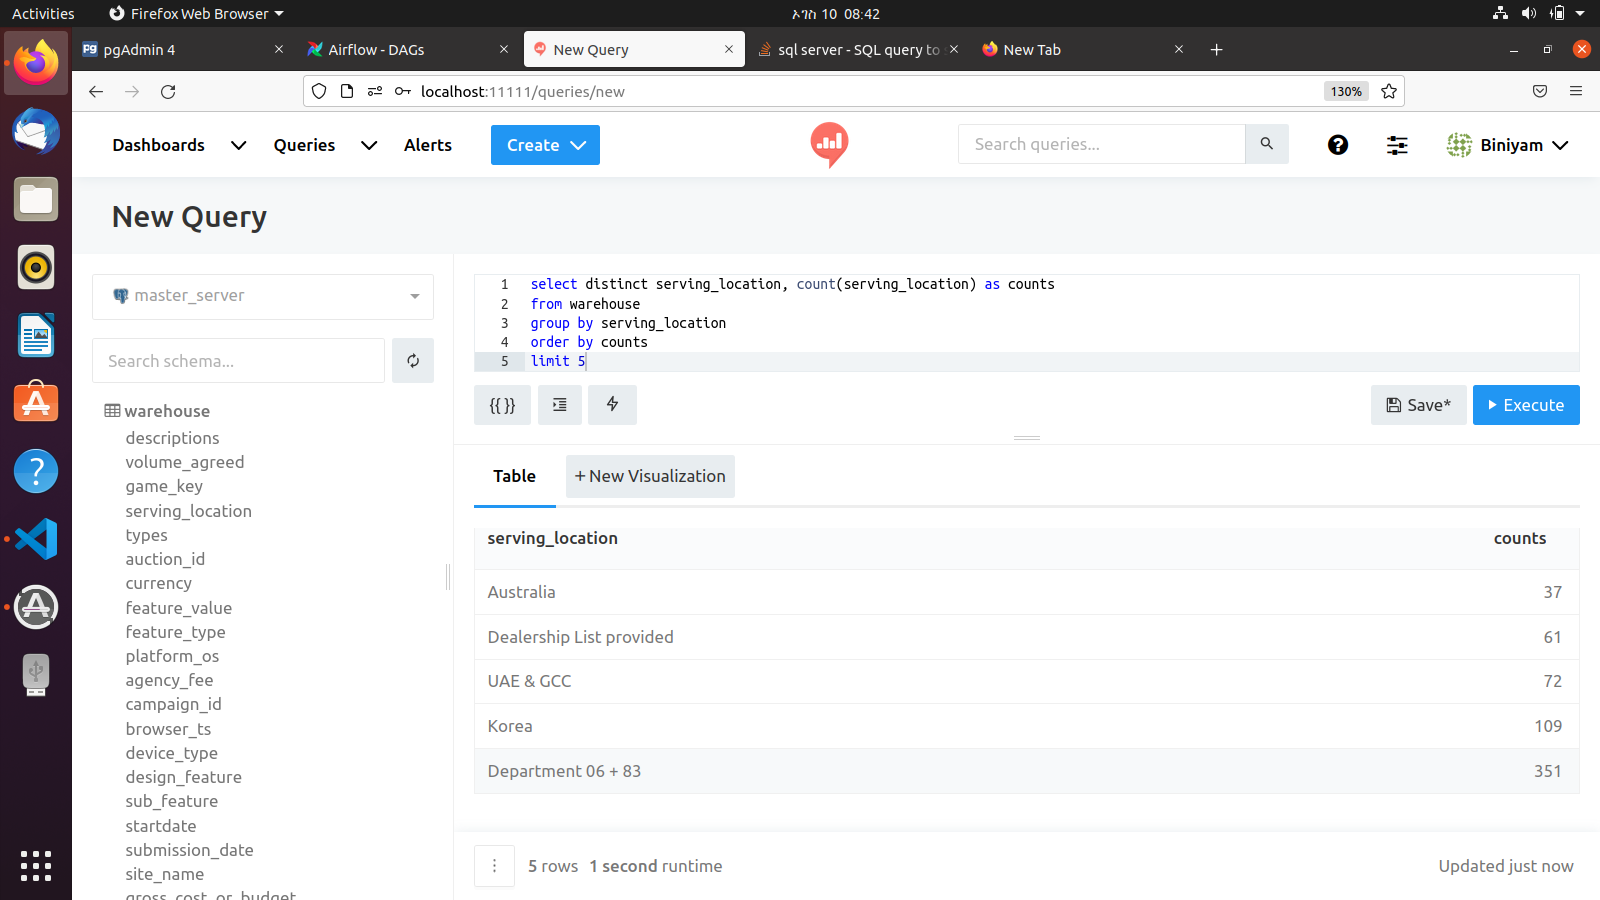 Activities
Firefox Web Browser
ኦገስ 10 08:42
pgAdmin 4
Airflow - DAGs
New Query
sql server - SQL query to
New Tab
localhost:11111/queries/new
130%
Dashboards
Queries
Alerts
Create
Search queries...
Biniyam
New Query
master_server
Search schema...
warehouse
descriptions
volume_agreed
game_key
serving_location
types
auction_id
currency
feature_value
feature_type
platform_os
agency_fee
campaign_id
browser_ts
device_type
design_feature
sub_feature
startdate
submission_date
site_name
gross_cost_or_budget
1 select distinct serving_location, count(serving_location) as counts
2 from warehouse
3 group by serving_location
4 order by counts
5 limit 5
{{ }}
Save*
Execute
Table
+ New Visualization
serving_location counts
Australia 37
Dealership List provided 61
UAE & GCC 72
Korea 109
Department 06 + 83 351
5 rows 1 second runtime
Updated just now